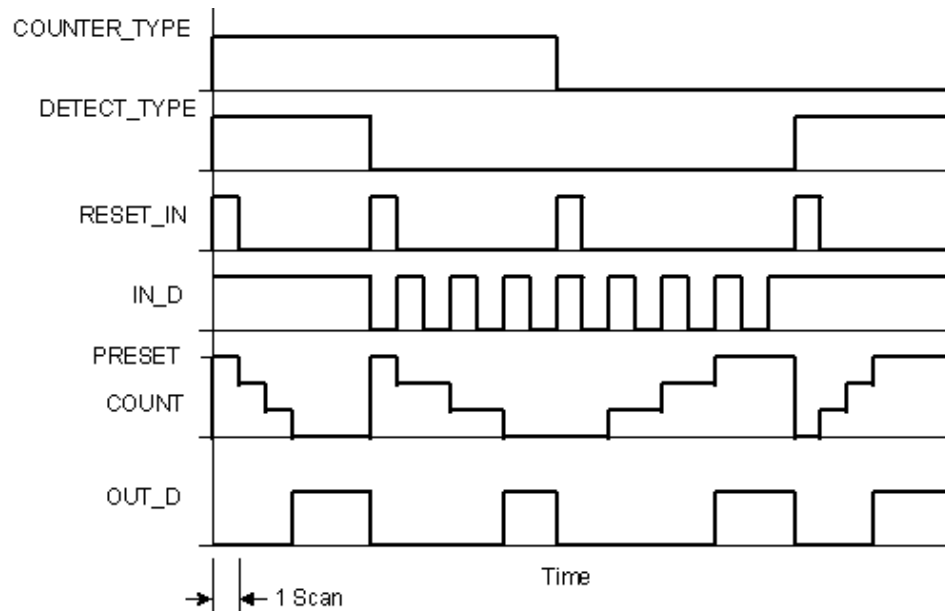 COUNTER_TYPE
DETECT_TYPE
RESET_IN
IN_D
PRESET
COUNT
OUT_D
Time
1 Scan